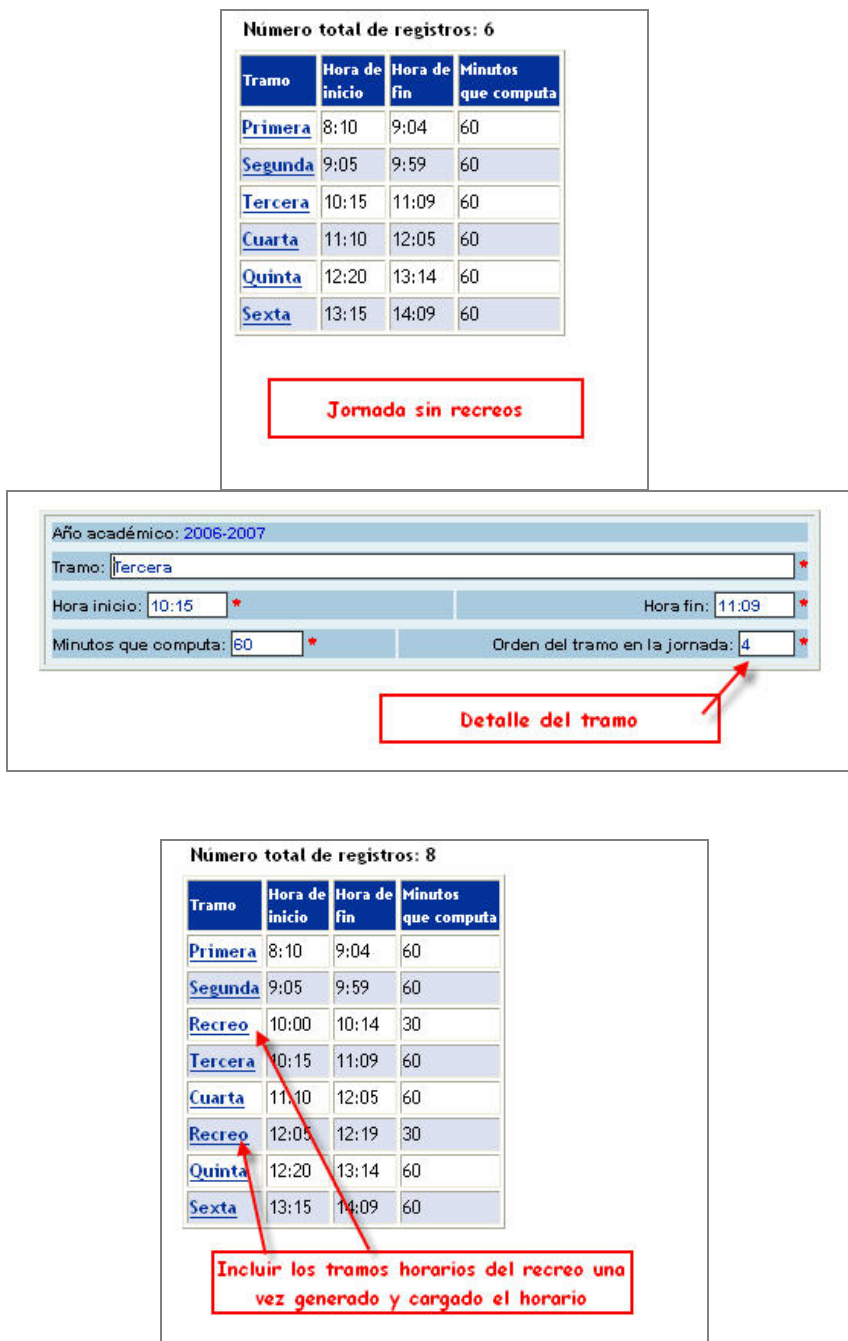 Número total de registros: 6
Tramo Hora de inicio Hora de fin Minutos que computa
Primera 8:10 9:04 60
Segunda 9:05 9:59 60
Tercera 10:15 11:09 60
Cuarta 11:10 12:05 60
Quinta 12:20 13:14 60
Sexta 13:15 14:09 60
Jornada sin recreos
Año académico: 2006-2007
Tramo: Tercera *
Hora inicio: 10:15 * Hora fin: 11:09 *
Minutos que computa: 60 * Orden del tramo en la jornada: 4 *
Detalle del tramo
Número total de registros: 8
Tramo Hora de inicio Hora de fin Minutos que computa
Primera 8:10 9:04 60
Segunda 9:05 9:59 60
Recreo 10:00 10:14 30
Tercera 10:15 11:09 60
Cuarta 11:10 12:05 60
Recreo 12:05 12:19 30
Quinta 12:20 13:14 60
Sexta 13:15 14:09 60
Incluir los tramos horarios del recreo una
vez generado y cargado el horario